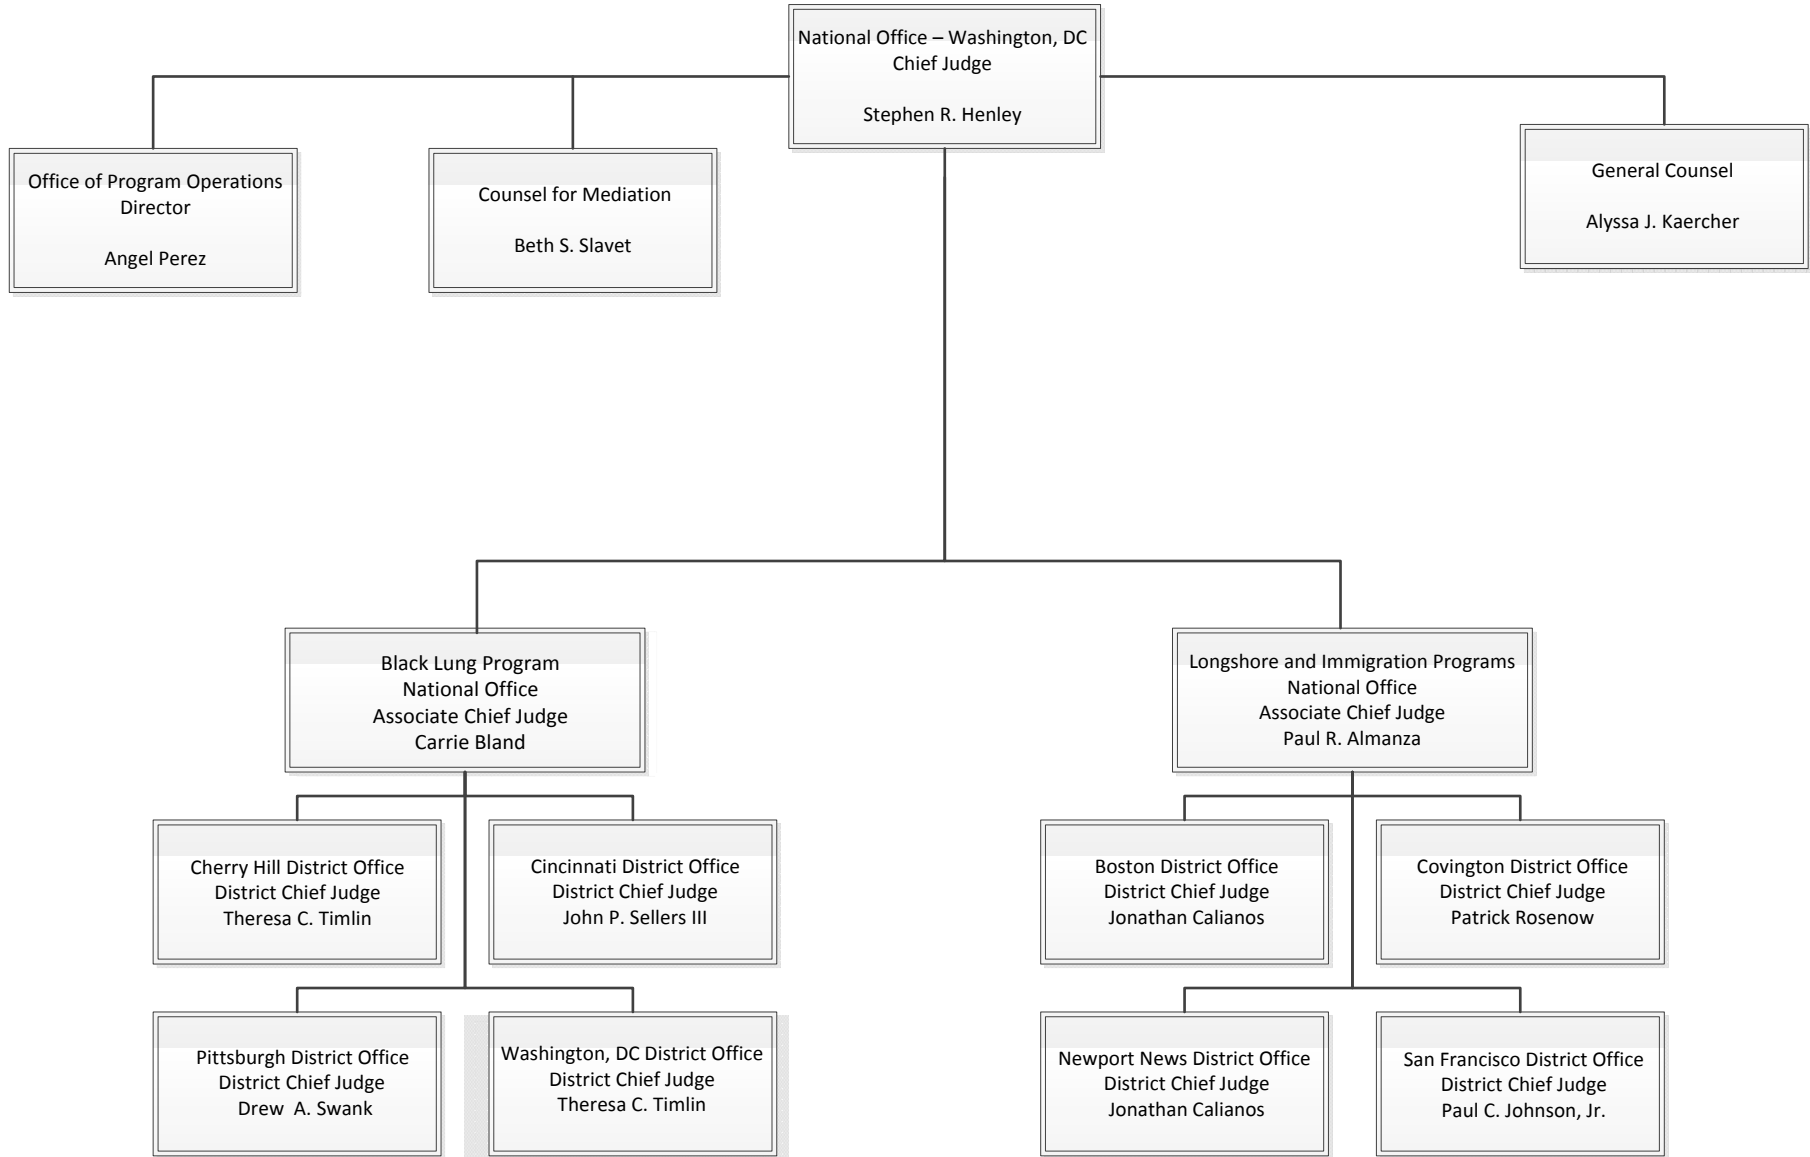 National Office – Washington, DC
Chief Judge
Stephen R. Henley
Office of Program Operations
Director
Angel Perez
Counsel for Mediation
Beth S. Slavet
General Counsel
Alyssa J. Kaercher
Black Lung Program
National Office
Associate Chief Judge
Carrie Bland
Longshore and Immigration Programs
National Office
Associate Chief Judge
Paul R. Almanza
Cherry Hill District Office
District Chief Judge
Theresa C. Timlin
Cincinnati District Office
District Chief Judge
John P. Sellers III
Boston District Office
District Chief Judge
Jonathan Calianos
Covington District Office
District Chief Judge
Patrick Rosenow
Pittsburgh District Office
District Chief Judge
Drew  A. Swank
Washington, DC District Office
District Chief Judge
Theresa C. Timlin
Newport News District Office
District Chief Judge
Jonathan Calianos
San Francisco District Office
District Chief Judge
Paul C. Johnson, Jr.